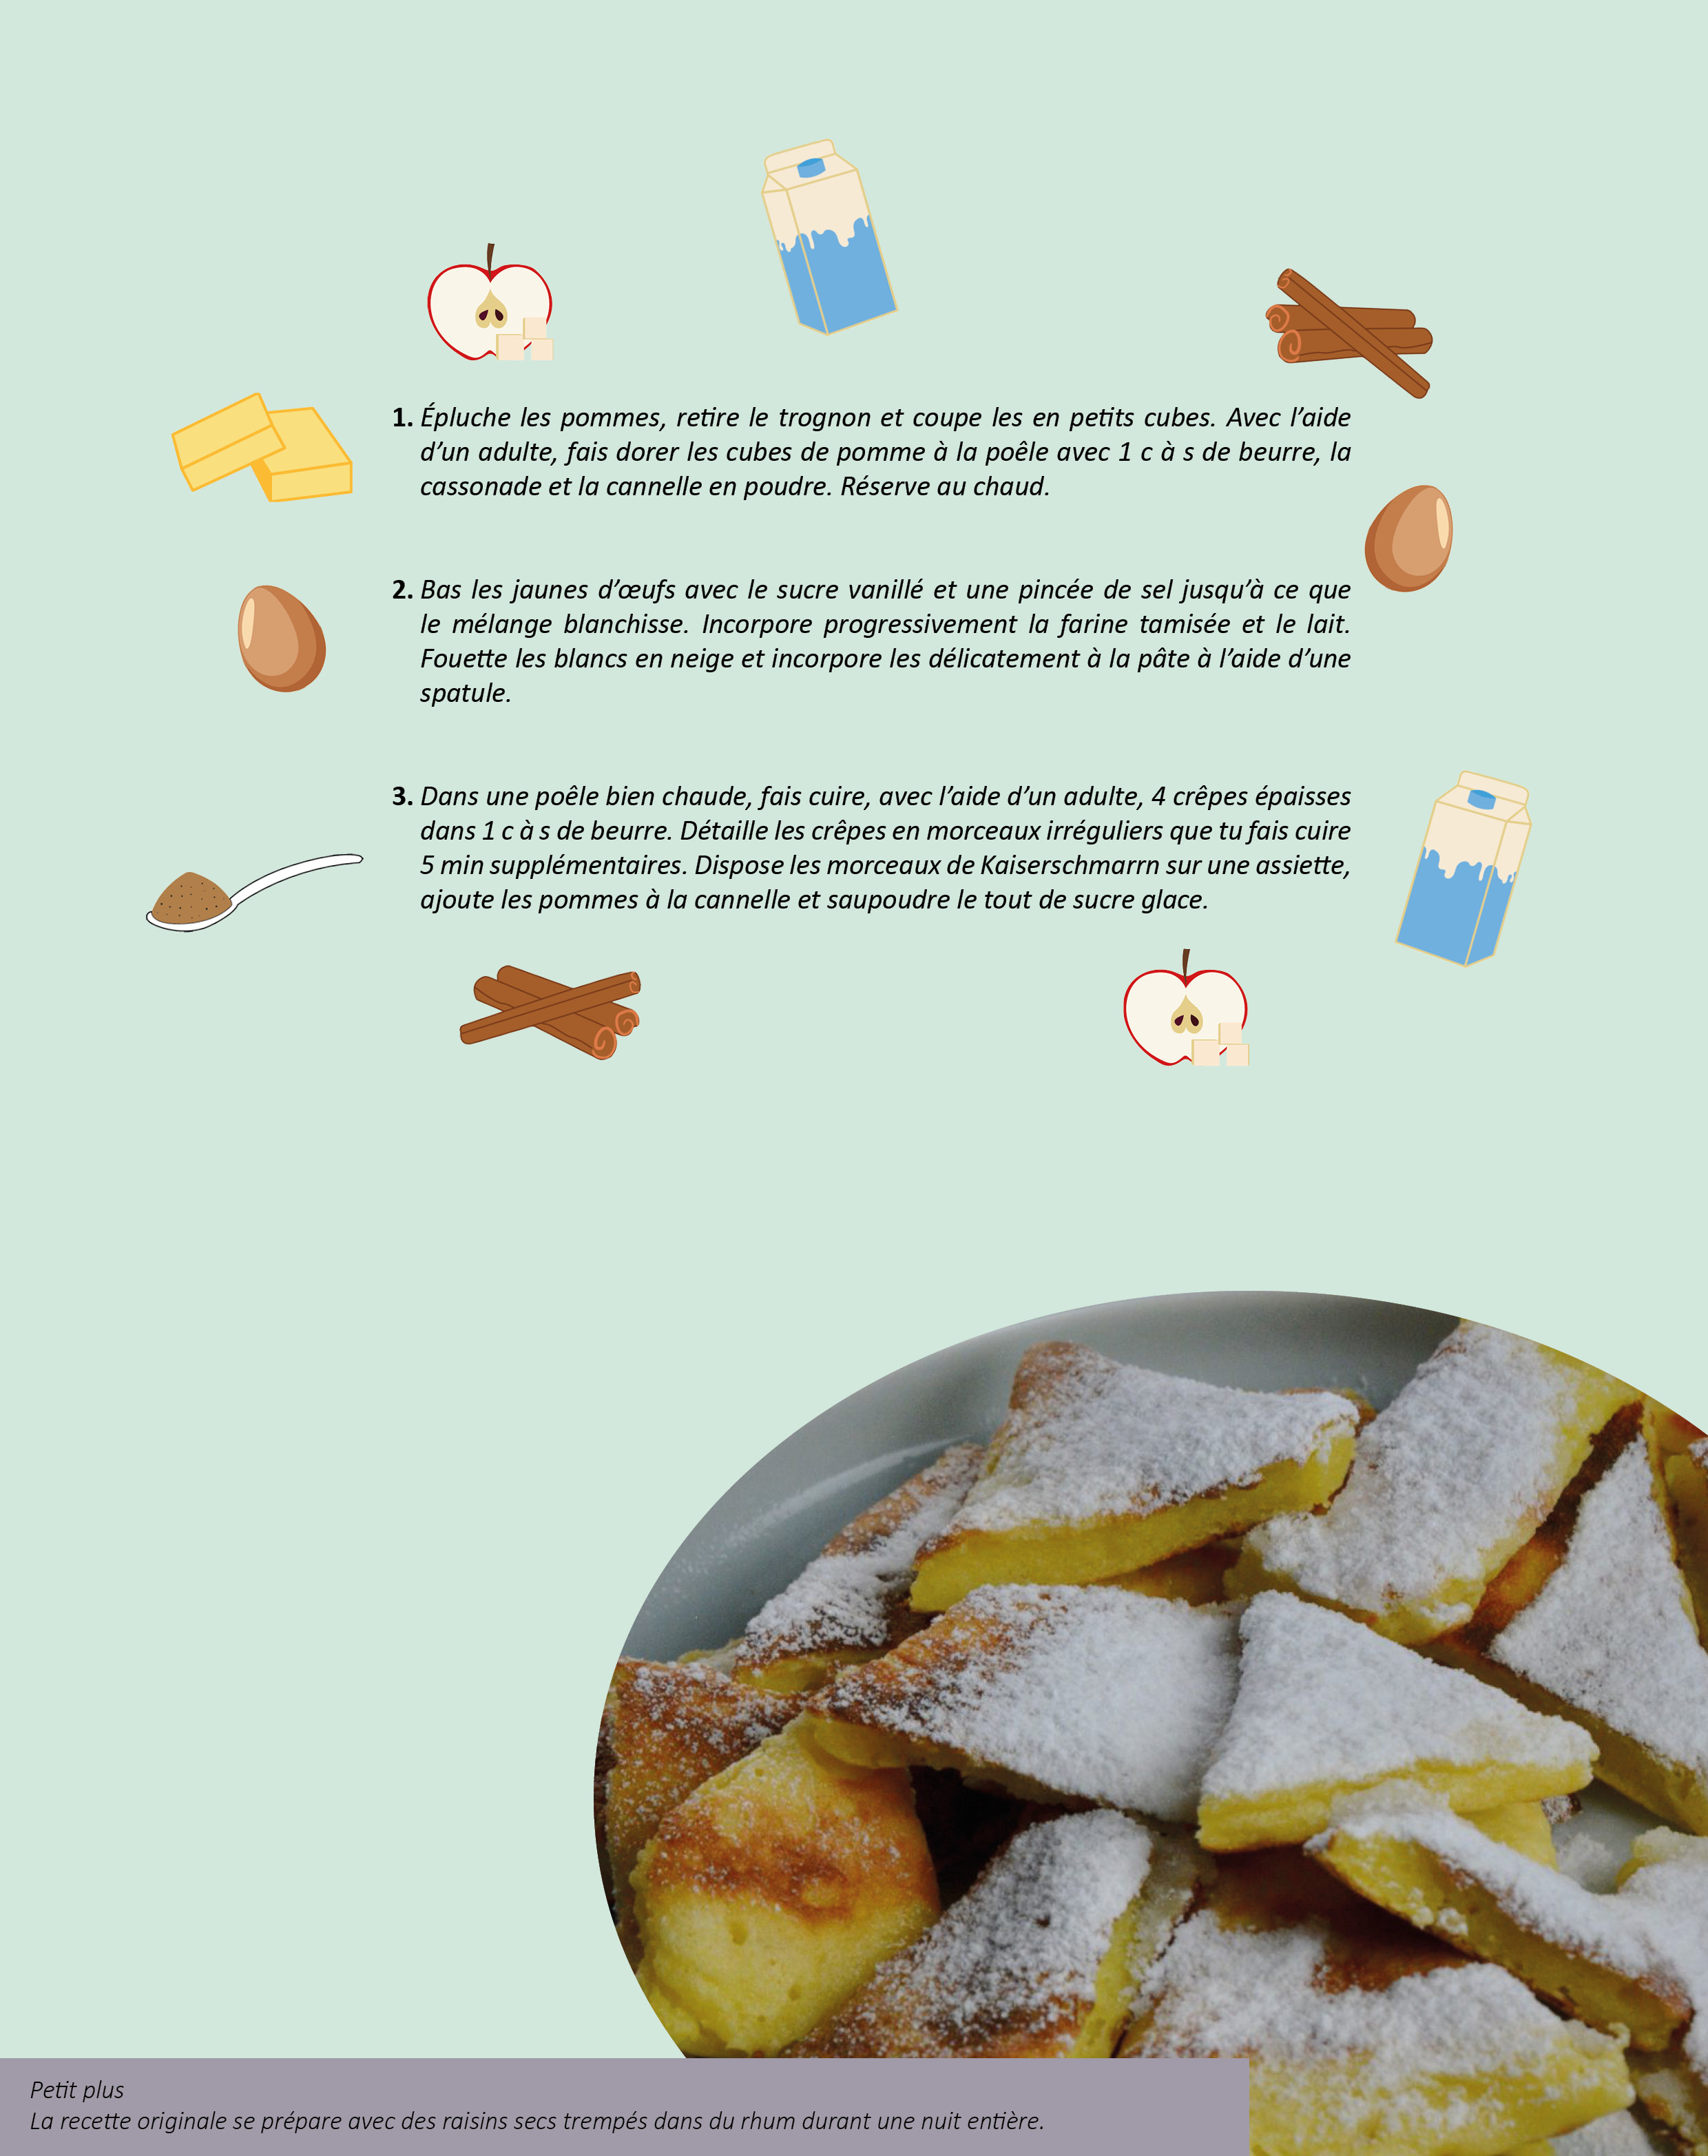 1. Épluche les pommes, retire le trognon et coupe les en petits cubes. Avec l’aide
d’un adulte, fais dorer les cubes de pomme à la poêle avec 1 c à s de beurre, la
cassonade et la cannelle en poudre. Réserve au chaud.
2. Bas les jaunes d’œufs avec le sucre vanillé et une pincée de sel jusqu’à ce que
le mélange blanchisse. Incorpore progressivement la farine tamisée et le lait.
Fouette les blancs en neige et incorpore les délicatement à la pâte à l’aide d’une
spatule.
3. Dans une poêle bien chaude, fais cuire, avec l’aide d’un adulte, 4 crêpes épaisses
dans 1 c à s de beurre. Détaille les crêpes en morceaux irréguliers que tu fais cuire
5 min supplémentaires. Dispose les morceaux de Kaiserschmarrn sur une assiette,
ajoute les pommes à la cannelle et saupoudre le tout de sucre glace.
Petit plus
La recette originale se prépare avec des raisins secs trempés dans du rhum durant une nuit entière.